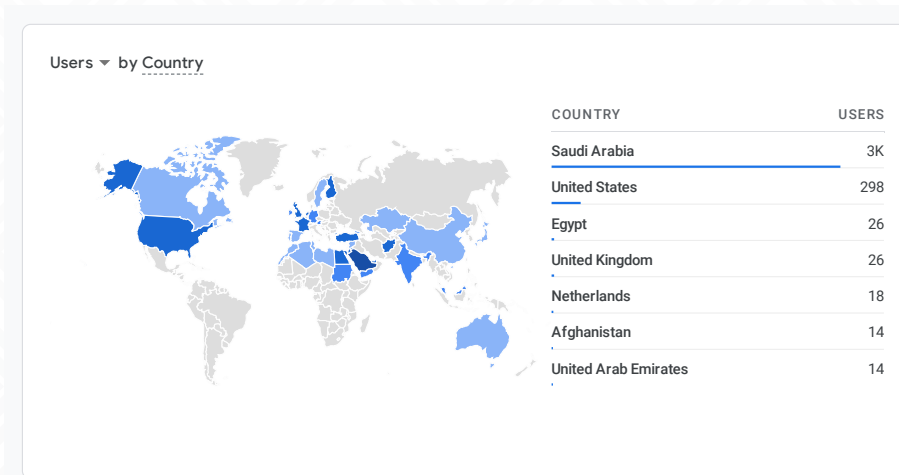 Users by Country
COUNTRY USERS
Saudi Arabia 3K
United States 298
Egypt 26
United Kingdom 26
Netherlands 18
Afghanistan 14
United Arab Emirates 14